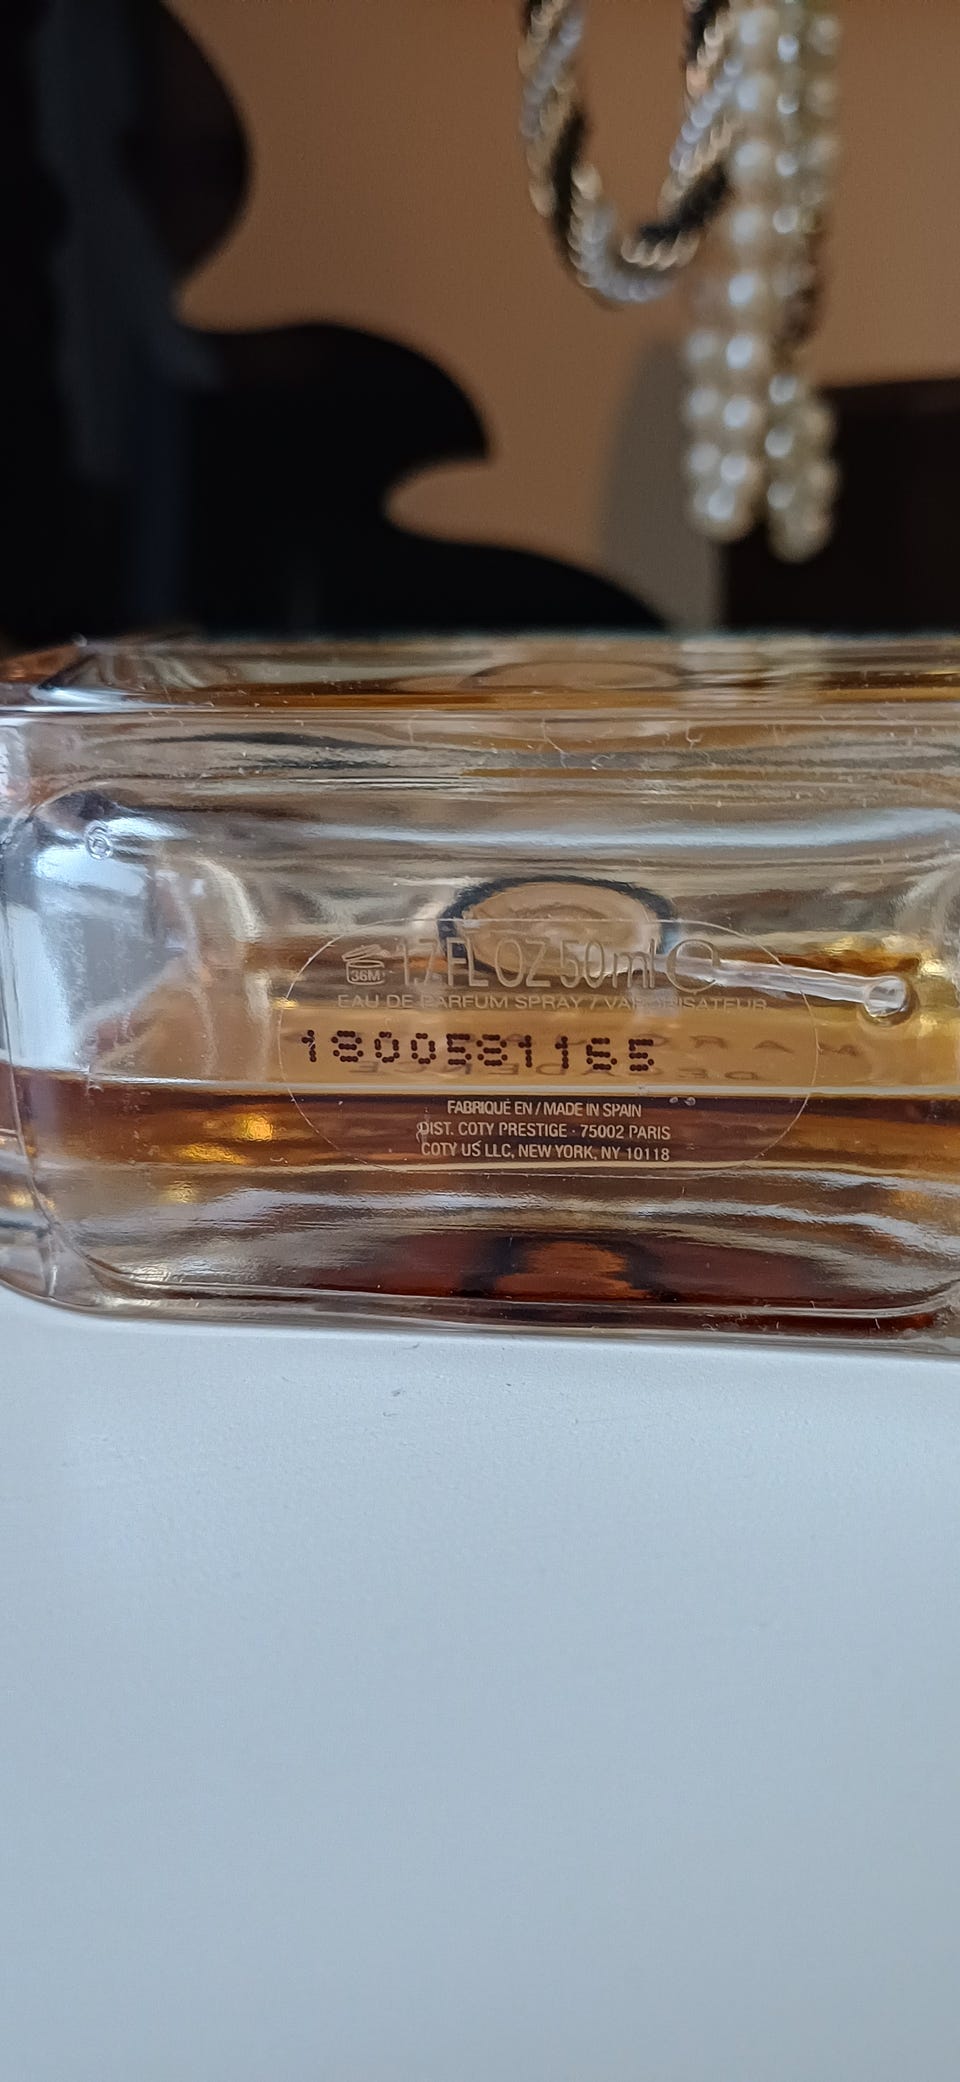 36M 1.7 FL OZ 50ml
EAU DE PARFUM SPRAY / VAPORISATEUR
FABRIQUÉ EN / MADE IN SPAIN
DIST. COTY PRESTIGE · 75002 PARIS
COTY US LLC, NEW YORK, NY 10118